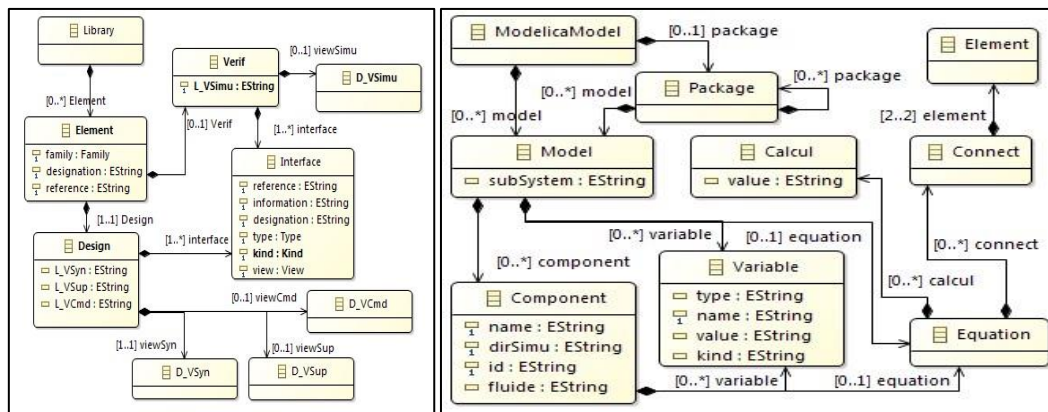 Library
[0..*] Element
Verif
L_VSimu : EString
[0..1] viewSimu
D_VSimu
[0..1] Verif
[1..*] interface
Element
family : Family
designation : EString
reference : EString
[1..1] Design
Interface
reference : EString
information : EString
designation : EString
type : Type
kind : Kind
view : View
[1..*] interface
Design
L_VSyn : EString
L_VSup : EString
L_VCmd : EString
[0..1] viewCmd
D_VCmd
[1..1] viewSyn
[0..1] viewSup
D_VSyn
D_VSup
ModelicaModel
[0..1] package
Package
[0..*] package
[0..*] model
[0..*] model
Element
[2..2] element
Model
subSystem : EString
Calcul
value : EString
Connect
[0..*] variable
[0..1] equation
[0..*] connect
[0..*] component
[0..*] calcul
Component
name : EString
dirSimu : EString
id : EString
fluide : EString
Variable
type : EString
name : EString
value : EString
kind : EString
Equation
[0..*] variable
[0..1] equation